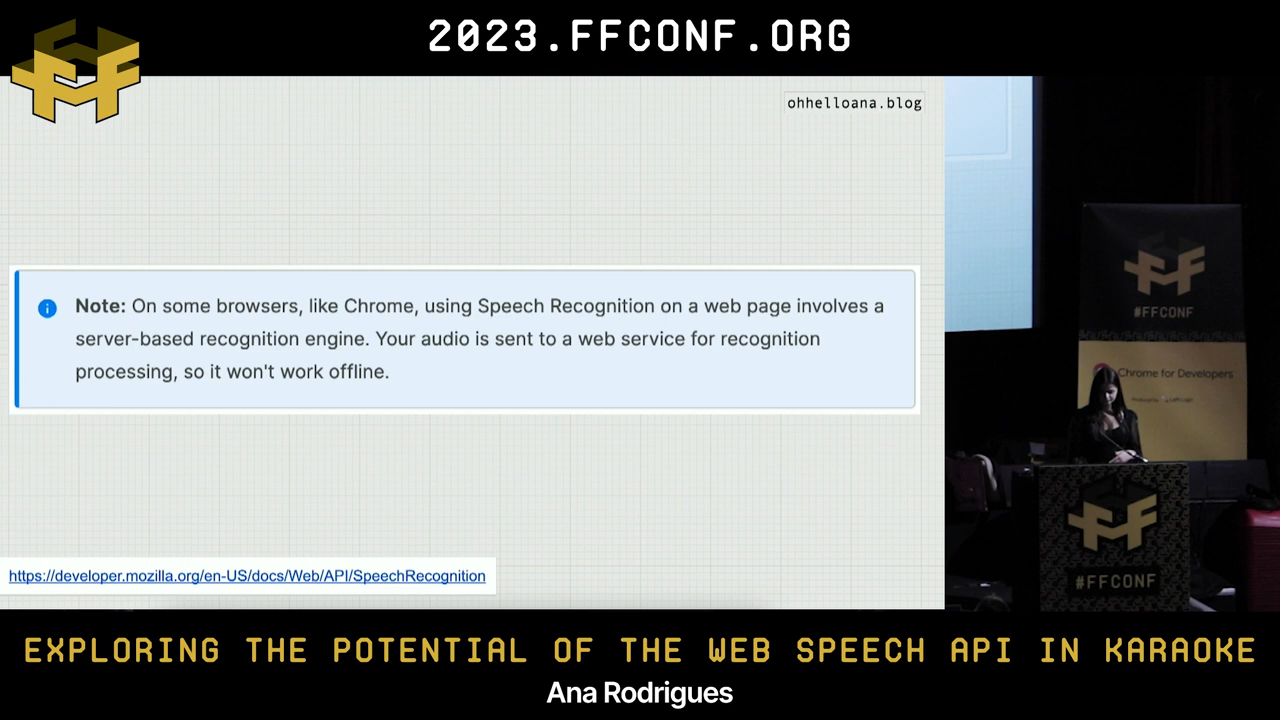 2023.FFCONF.ORG
ohhelloana.blog
Note: On some browsers, like Chrome, using Speech Recognition on a web page involves a
server-based recognition engine. Your audio is sent to a web service for recognition
processing, so it won't work offline.
https://developer.mozilla.org/en-US/docs/Web/API/SpeechRecognition
#FFCONF
Chrome for Developers
#FFCONF
EXPLORING THE POTENTIAL OF THE WEB SPEECH API IN KARAOKE
Ana Rodrigues